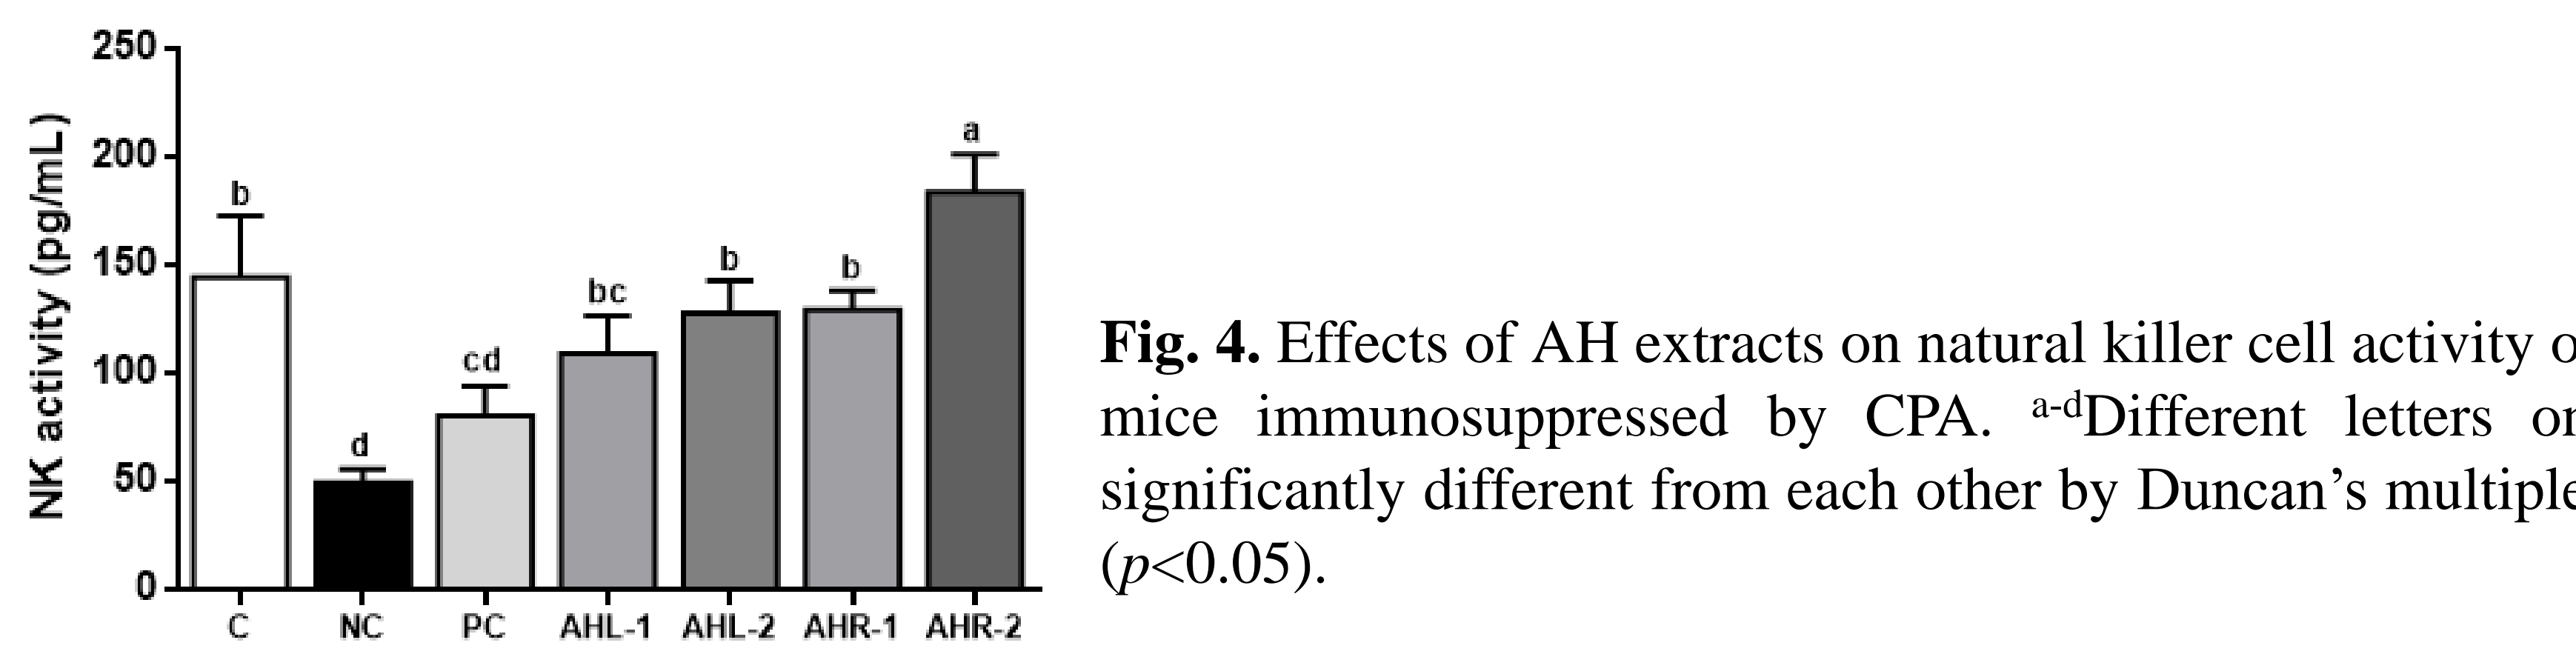 250
200
150
100
50
0
NK activity (pg/mL)
b
d
cd
bc
b
b
a
C NC PC AHL-1 AHL-2 AHR-1 AHR-2
Fig. 4. Effects of AH extracts on natural killer cell activity
mice immunosuppressed by CPA. a-dDifferent letters
significantly different from each other by Duncan’s multiple
(p<0.05).